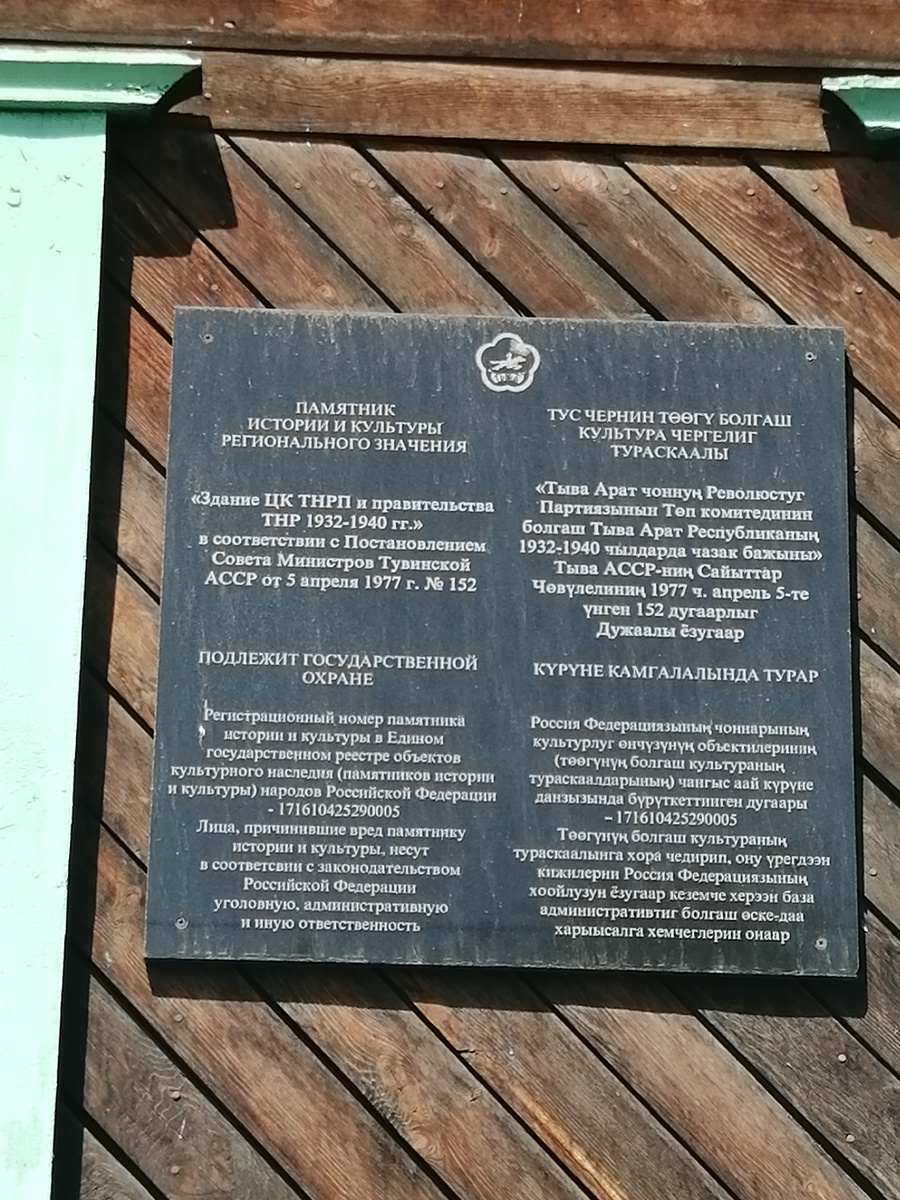 ПАМЯТНИК
ИСТОРИИ И КУЛЬТУРЫ
РЕГИОНАЛЬНОГО ЗНАЧЕНИЯ
«Здание ЦК ТНРП и правительства
ТНР 1932-1940 гг.»
в соответствии с Постановлением
Совета Министров Тувинской
АССР от 5 апреля 1977 г. № 152
ПОДЛЕЖИТ ГОСУДАРСТВЕННОЙ
ОХРАНЕ
Регистрационный номер памятника
истории и культуры в Едином
государственном реестре объектов
культурного наследия (памятников истории
и культуры) народов Российской Федерации
- 171610425290005
Лица, причинившие вред памятнику
истории и культуры, несут
в соответсвии с законодательством
Российской Федерации
уголовную, административную
и иную ответственность
ТУС ЧЕРНИН ТӨӨГҮ БОЛГАШ
КУЛЬТУРА ЧЕРГЕЛИГ
ТУРАСКААЛЫ
«Тыва Арат чоннуң Революстуг
Партиязынын Төп комитединин
болгаш Тыва Арат Республиканың
1932-1940 чылдарда чазак бажыны»
Тыва АССР-ниң Сайыттар
Чөвүлелиниң 1977 ч. апрель 5-те
үнген 152 дугаарлыг
Дужаалы ёзугаар
КҮРҮНЕ КАМГАЛАЛЫНДА ТУРАР
Россия Федерациязының чоннарының
культурлуг өнчүзүнүң объектилериниң
(төөгүнүң болгаш культураның
тураскаалдарының) чангыс аай күрүне
данзызында бүрүткеттинген дугаары
– 171610425290005
Төөгүнүң болгаш культураның
тураскаалынга хора чедирип, ону үрегдээн
кижилерни Россия Федерациязының
хоойлузун ёзугаар кеземче херээн база
административтиг болгаш өске-даа
харыысалга хемчеглерин онаар